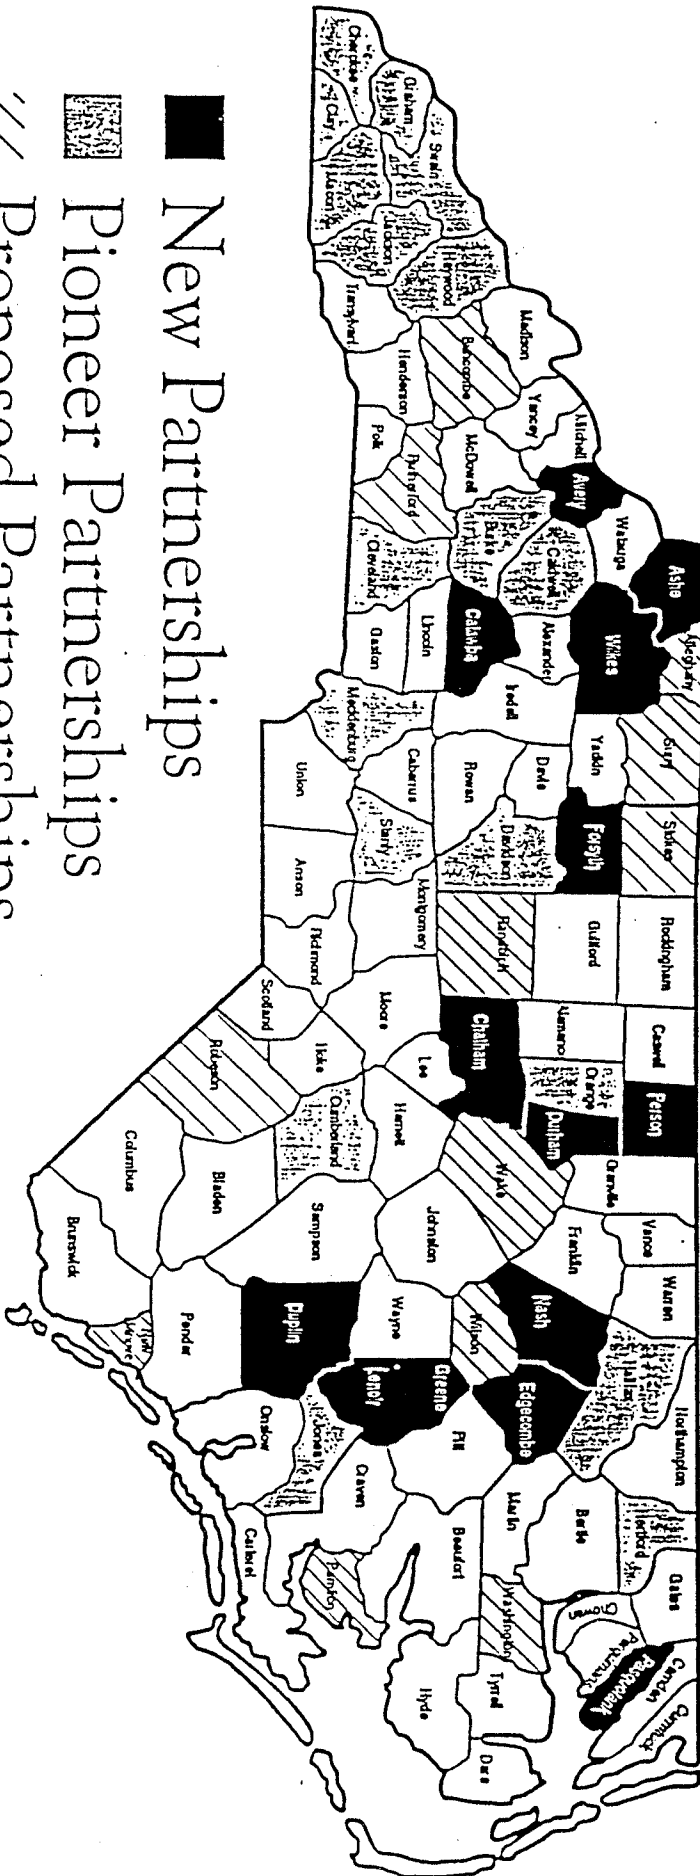 Cherokee
Graham
Clay
Swain
Macon
Jackson
Haywood
Transylvania
Madison
Buncombe
Henderson
Yancey
Mitchell
McDowell
Polk
Rutherford
Avery
Watauga
Burke
Caldwell
Cleveland
Ashe
Alleghany
Wilkes
Alexander
Catawba
Lincoln
Gaston
Iredell
Mecklenburg
Surry
Yadkin
Davie
Rowan
Cabarrus
Union
Stokes
Forsyth
Davidson
Stanly
Anson
Rockingham
Guilford
Randolph
Montgomery
Richmond
Caswell
Alamance
Chatham
Moore
Scotland
Person
Orange
Durham
Lee
Hoke
Robeson
Granville
Wake
Harnett
Cumberland
Bladen
Columbus
Brunswick
Vance
Franklin
Johnston
Sampson
Warren
Nash
Wilson
Wayne
Duplin
Pender
Halifax
Northampton
Edgecombe
Greene
Lenoir
Jones
Onslow
Pitt
Craven
Hertford
Bertie
Martin
Beaufort
Carteret
Gates
Chowan
Washington
Pamlico
Perquimans
Pasquotank
Camden
Currituck
Tyrrell
Hyde
Dare
New Partnerships
Pioneer Partnerships
Proposed Partnerships